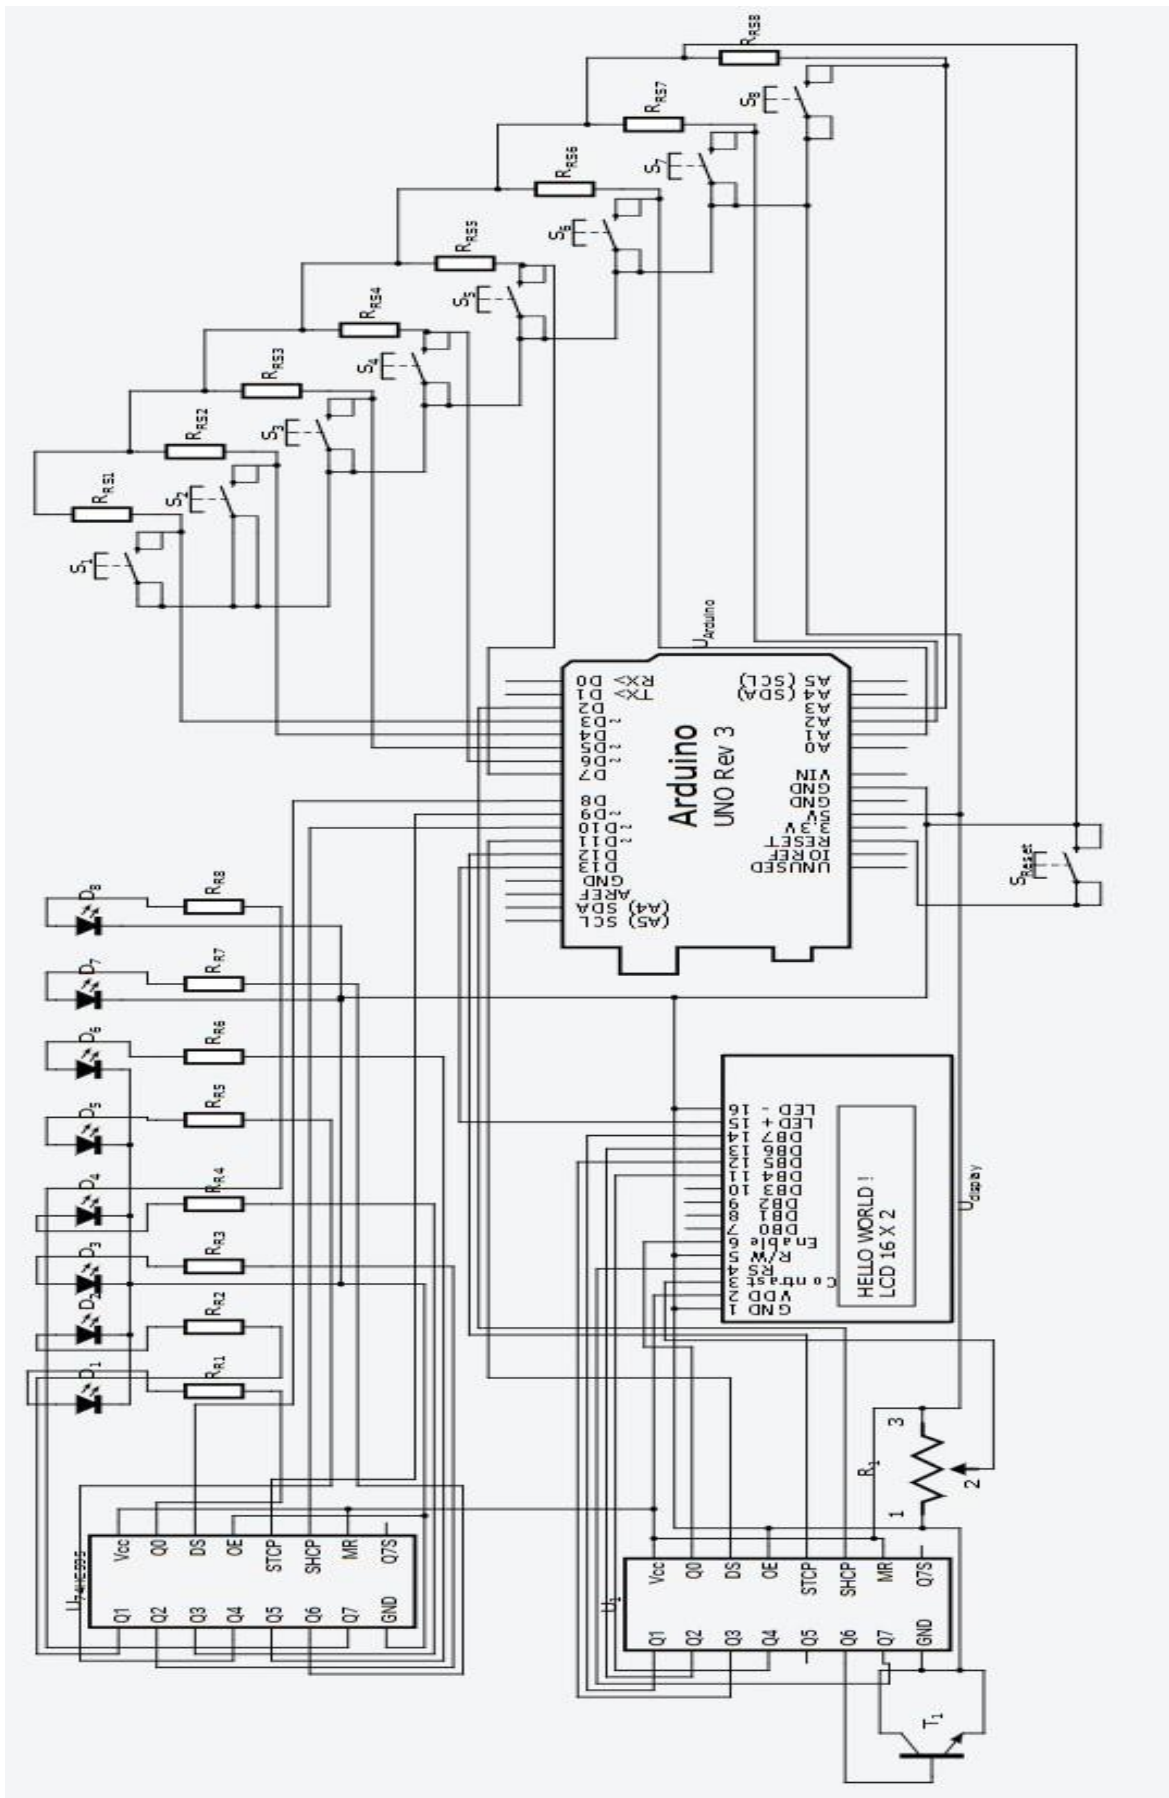 RRS8
S8
RRS7
S7
RRS6
S6
RRS5
S5
RRS4
S4
RRS3
S3
RRS2
S2
RRS1
S1
UArduino
D0 <RX
D1 >TX
D2
D3
D4
D5
D6
D7
D8
D9
D10
D11
D12
D13
GND
AREF
(A4) SDA
(A5) SCL
Arduino
UNO Rev 3
A5 (SCL)
A4 (SDA)
A3
A2
A1
A0
VIN
GND
GND
5V
3.3V
RESET
IO REF
UNUSED
SReset
D8
RR8
D7
RR7
D6
RR6
D5
RR5
D4
RR4
D3
RR3
D2
RR2
D1
RR1
16 - LED
15 + LED
14 DB7
13 DB6
12 DB5
11 DB4
10 DB3
9 DB2
8 DB1
7 DB0
6 Enable
5 R/W
4 RS
3 Contrast
2 VDD
1 GND
HELLO WORLD !
LCD 16 X 2
Udisplay
R1
3
2
1
Vcc
Q0
DS
OE
STCP
SHCP
MR
Q7S
Q1
Q2
Q3
Q4
Q5
Q6
Q7
GND
U1
Vcc
Q0
DS
OE
STCP
SHCP
MR
Q7S
Q1
Q2
Q3
Q4
Q5
Q6
Q7
GND
T1